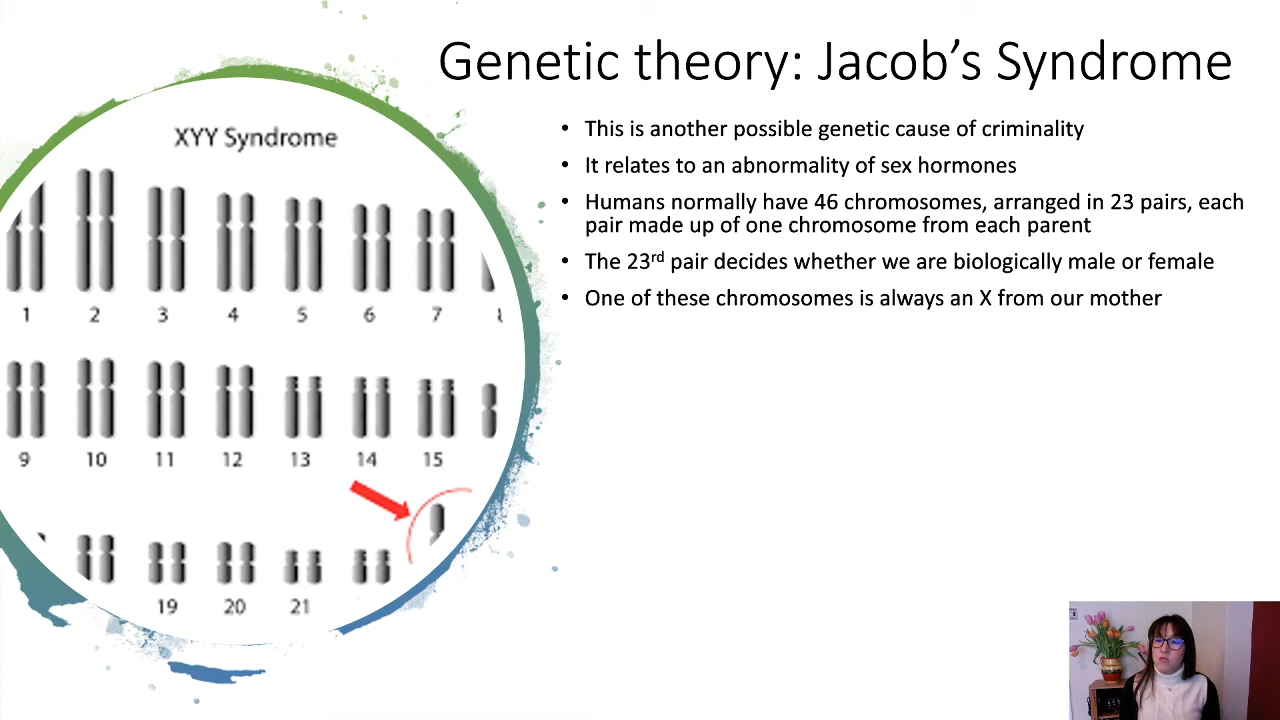 Genetic theory: Jacob’s Syndrome
XYY Syndrome
• This is another possible genetic cause of criminality
• It relates to an abnormality of sex hormones
• Humans normally have 46 chromosomes, arranged in 23 pairs, each
pair made up of one chromosome from each parent
• The 23rd pair decides whether we are biologically male or female
• One of these chromosomes is always an X from our mother
1 2 3 4 5 6 7
9 10 11 12 13 14 15
19 20 21